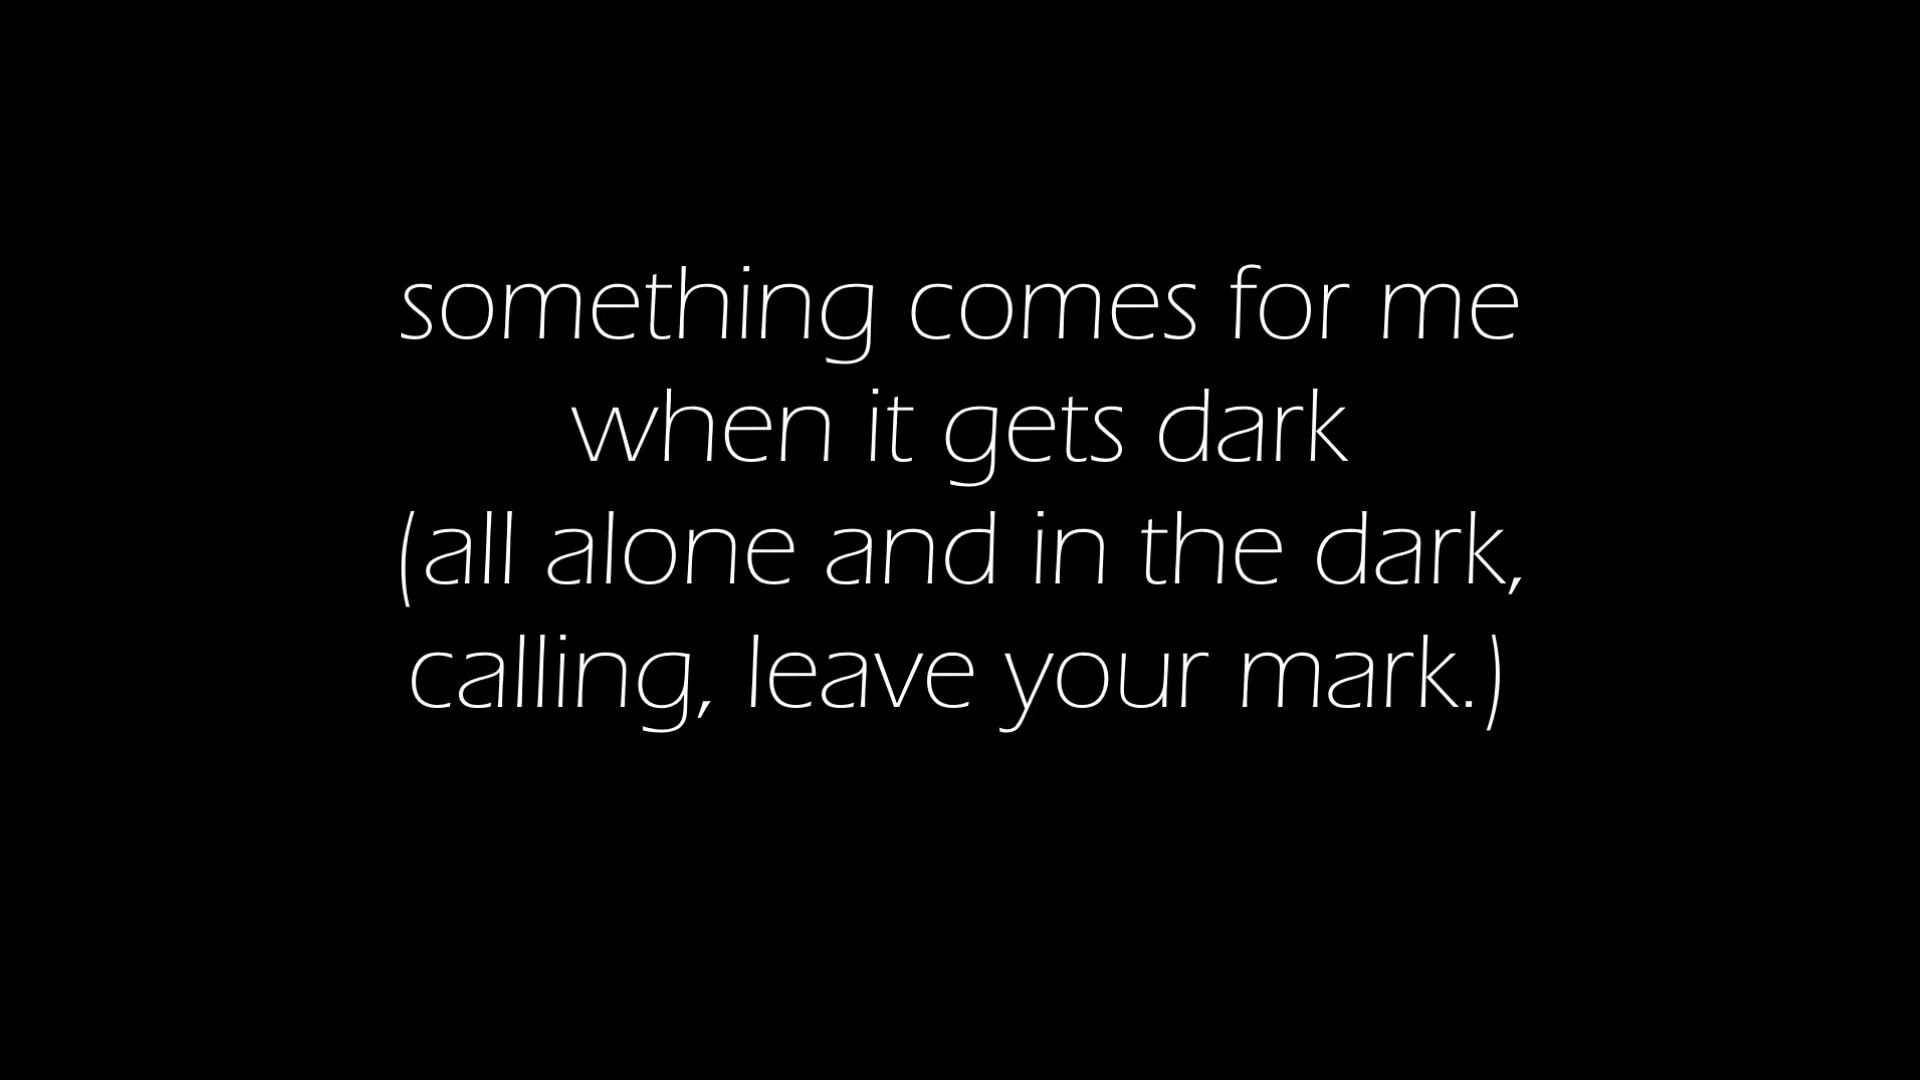 something comes for me
when it gets dark
(all alone and in the dark,
calling, leave your mark.)